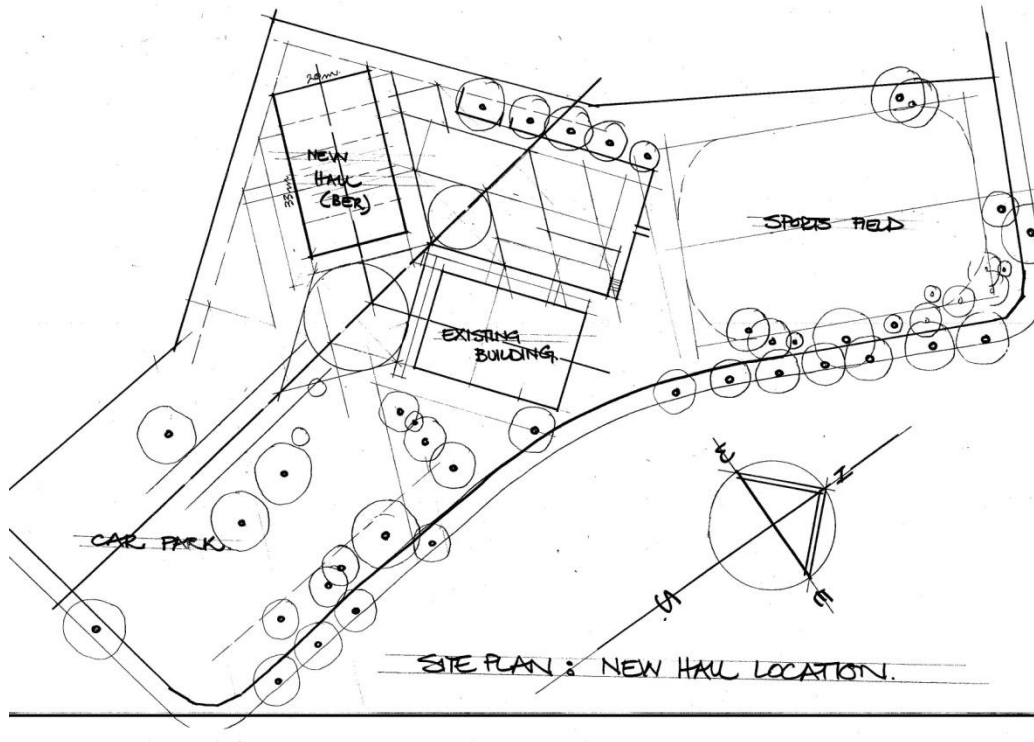 20m.
NEW
HALL
(BER)
33m
SPORTS FIELD
EXISTING
BUILDING.
CAR PARK.
W
N
S.
E
SITE PLAN : NEW HALL LOCATION.